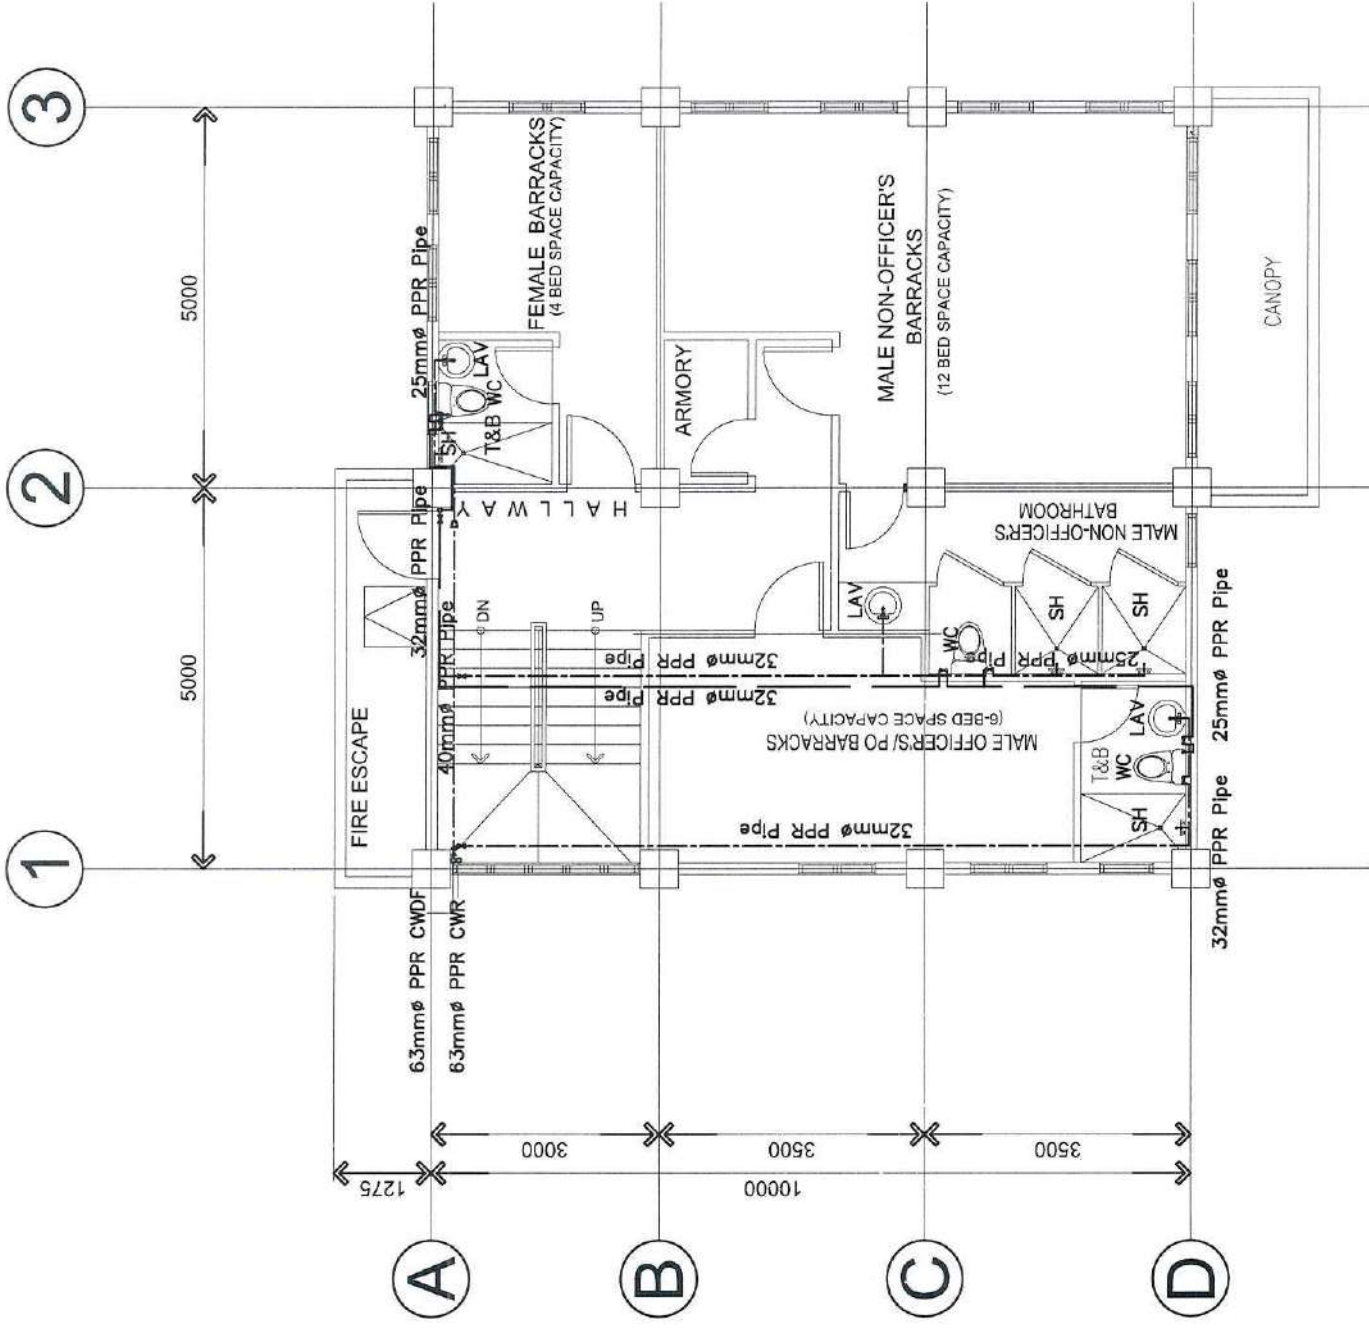 3
2
1
5000
5000
FEMALE BARRACKS
(4 BED SPACE CAPACITY)
25mmø PPR Pipe
LAV
WC
T&B
SH
ARMORY
MALE NON-OFFICER'S
BARRACKS
(12 BED SPACE CAPACITY)
CANOPY
HALLWAY
32mmø PPR Pipe
40mmø PPR Pipe
DN
UP
FIRE ESCAPE
32mmø PPR Pipe
32mmø PPR Pipe
MALE NON-OFFICER'S
BATHROOM
LAV
WC
SH
SH
25mmø PPR Pipe
MALE OFFICER'S/ PO BARRACKS
(6-BED SPACE CAPACITY)
LAV
T&B
WC
SH
32mmø PPR Pipe
25mmø PPR Pipe
32mmø PPR Pipe
63mmø PPR CWDF
63mmø PPR CWR
1275
3000
3500
3500
10000
A
B
C
D